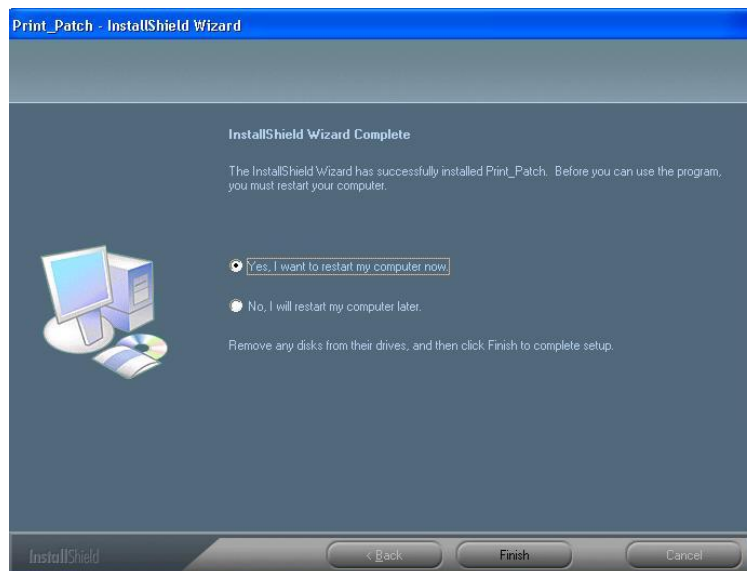 Print_Patch - InstallShield Wizard
InstallShield Wizard Complete
The InstallShield Wizard has successfully installed Print_Patch. Before you can use the program,
you must restart your computer.
Yes, I want to restart my computer now.
No, I will restart my computer later.
Remove any disks from their drives, and then click Finish to complete setup.
InstallShield
< Back
Finish
Cancel